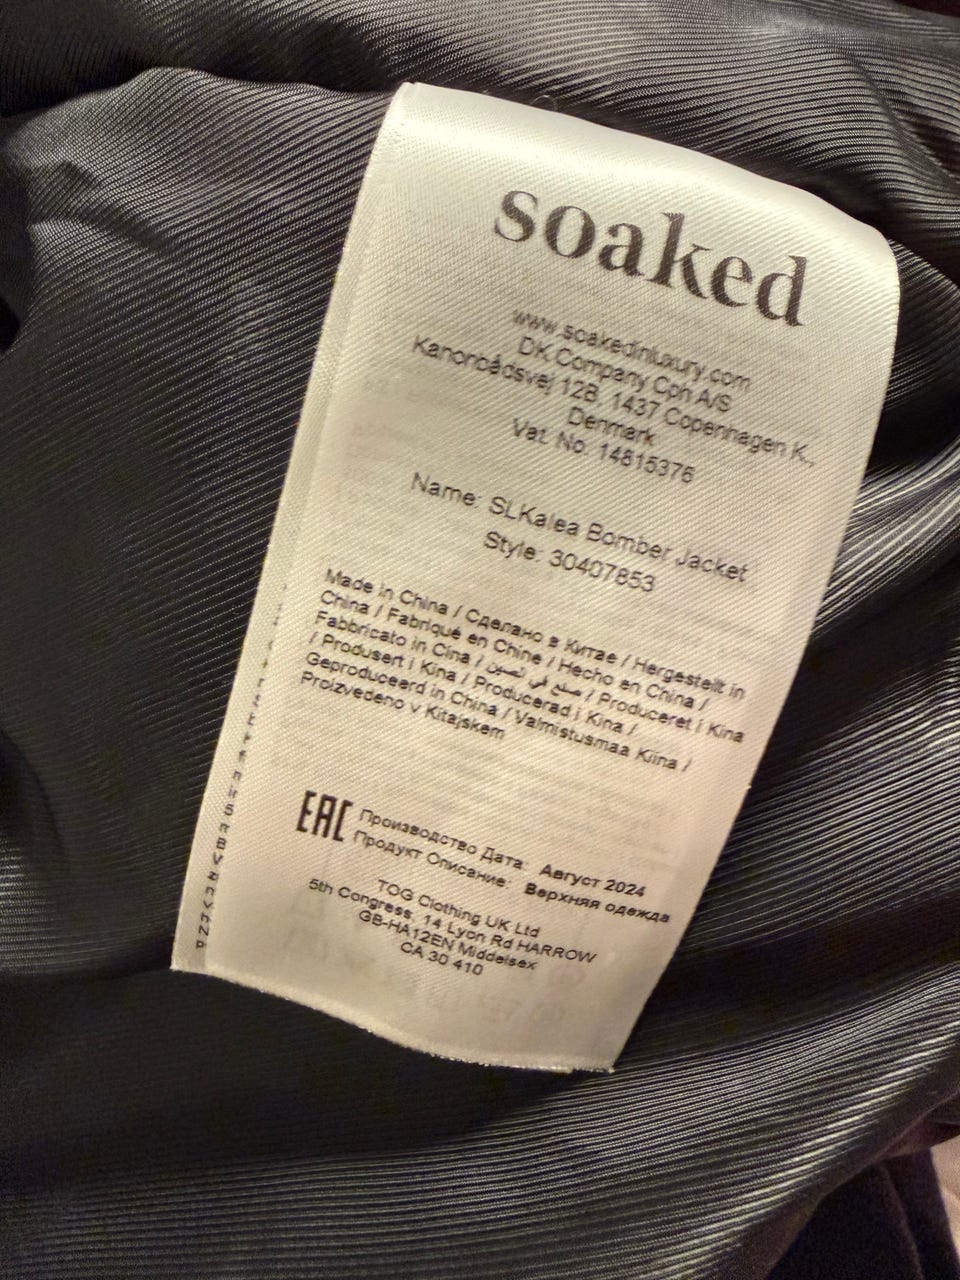 soaked
www.soakedinluxury.com
DK Company Cph A/S
Kanonbådsvej 12B, 1437 Copenhagen K.,
Denmark
Vat. No. 14815376
Name: SLKalea Bomber Jacket
Style: 30407853
Made in China / Сделано в Китае / Hergestellt in
China / Fabriqué en Chine / Hecho en China /
Fabbricato in Cina / صنع في الصين / Produceret i Kina
/ Produsert i Kina / Producerad i Kina /
Geproduceerd in China / Valmistusmaa Kiina /
Proizvedeno v Kitajskem
EAC
Производство Дата: Август 2024
Продукт Описание: Верхняя одежда
TOG Clothing UK Ltd
5th Congress, 14 Lyon Rd HARROW
GB-HA12EN Middelsex
CA 30 410